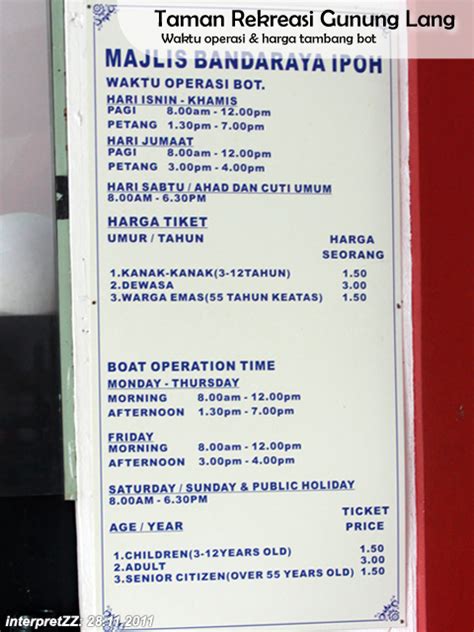 Taman Rekreasi Gunung Lang
Waktu operasi & harga tambang bot
MAJLIS BANDARAYA IPOH
WAKTU OPERASI BOT.
HARI ISNIN - KHAMIS
PAGI 8.00am - 12.00pm
PETANG 1.30pm - 7.00pm
HARI JUMAAT
PAGI 8.00am - 12.00pm
PETANG 3.00pm - 4.00pm
HARI SABTU / AHAD DAN CUTI UMUM
8.00AM - 6.30PM
HARGA TIKET
UMUR / TAHUN HARGA
SEORANG
1.KANAK-KANAK(3-12TAHUN) 1.50
2.DEWASA 3.00
3.WARGA EMAS(55 TAHUN KEATAS) 1.50
BOAT OPERATION TIME
MONDAY - THURSDAY
MORNING 8.00am - 12.00pm
AFTERNOON 1.30pm - 7.00pm
FRIDAY
MORNING 8.00am - 12.00pm
AFTERNOON 3.00pm - 4.00pm
SATURDAY / SUNDAY & PUBLIC HOLIDAY
8.00AM - 6.30PM
TICKET
AGE / YEAR PRICE
1.CHILDREN(3-12YEARS OLD) 1.50
2.ADULT 3.00
3.SENIOR CITIZEN(OVER 55 YEARS OLD) 1.50
interpretZZ: 28.11.2011